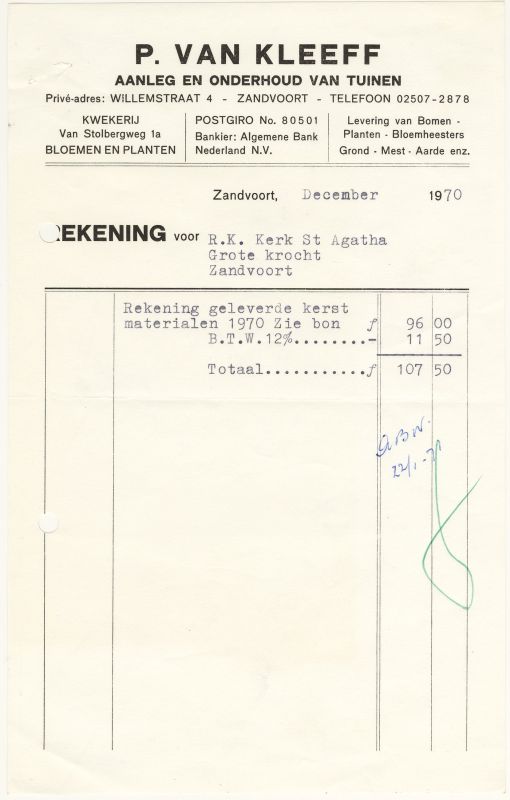 P. VAN KLEEFF
AANLEG EN ONDERHOUD VAN TUINEN
Privé-adres: WILLEMSTRAAT 4 - ZANDVOORT - TELEFOON 02507-2878
KWEKERIJ
Van Stolbergweg 1a
BLOEMEN EN PLANTEN
POSTGIRO No. 80501
Bankier: Algemene Bank
Nederland N.V.
Levering van Bomen -
Planten - Bloemheesters
Grond - Mest - Aarde enz.
Zandvoort, December 1970
EKENING voor R.K. Kerk St Agatha
Grote krocht
Zandvoort
Rekening geleverde kerst
materialen 1970 Zie bon ƒ 96 00
B.T.W.12%........- 11 50
Totaal...........ƒ 107 50
22/1-71